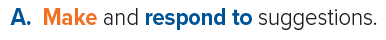 A. Make and respond to suggestions.